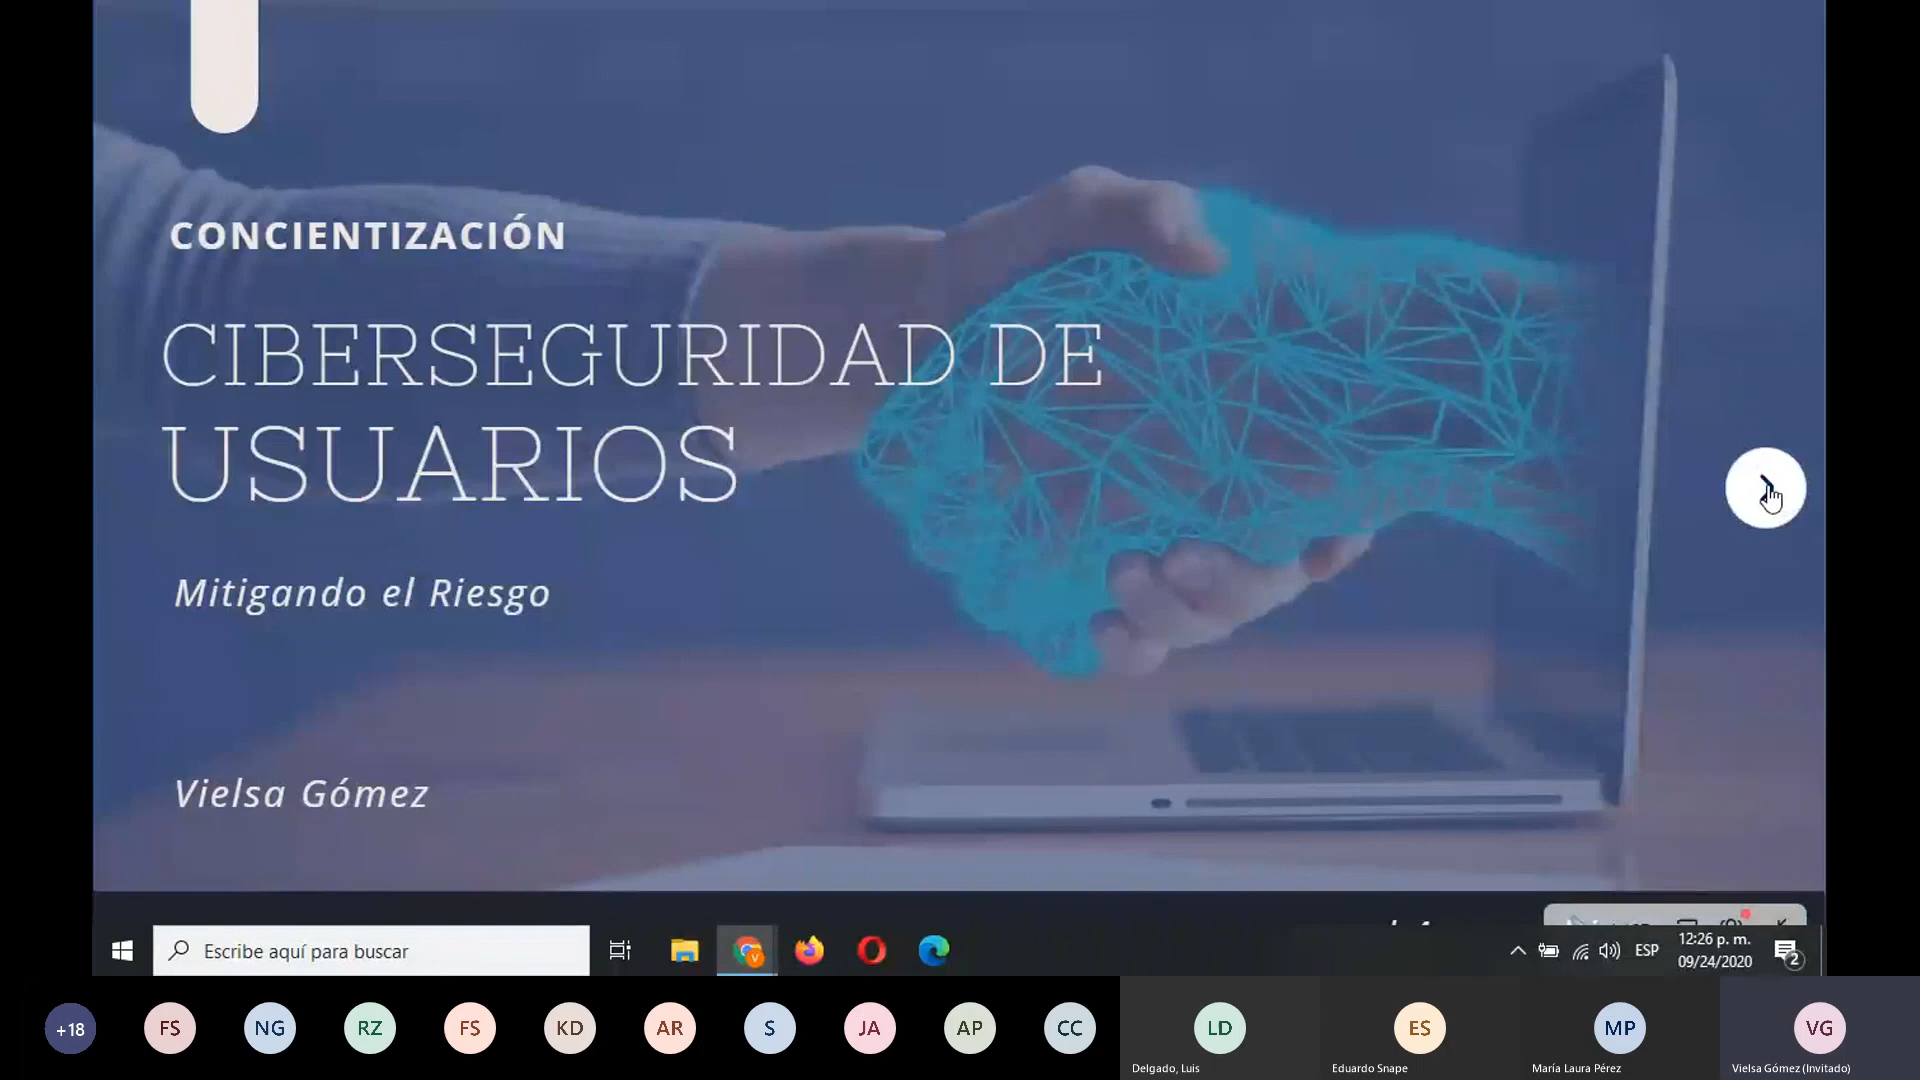 CONCIENTIZACIÓN
CIBERSEGURIDAD DE
USUARIOS
Mitigando el Riesgo
Vielsa Gómez
Escribe aquí para buscar
V
ESP
12:26 p. m.
09/24/2020
2
+18
FS
NG
RZ
FS
KD
AR
S
JA
AP
CC
LD
ES
MP
VG
Delgado, Luis
Eduardo Snape
María Laura Pérez
Vielsa Gómez (Invitado)